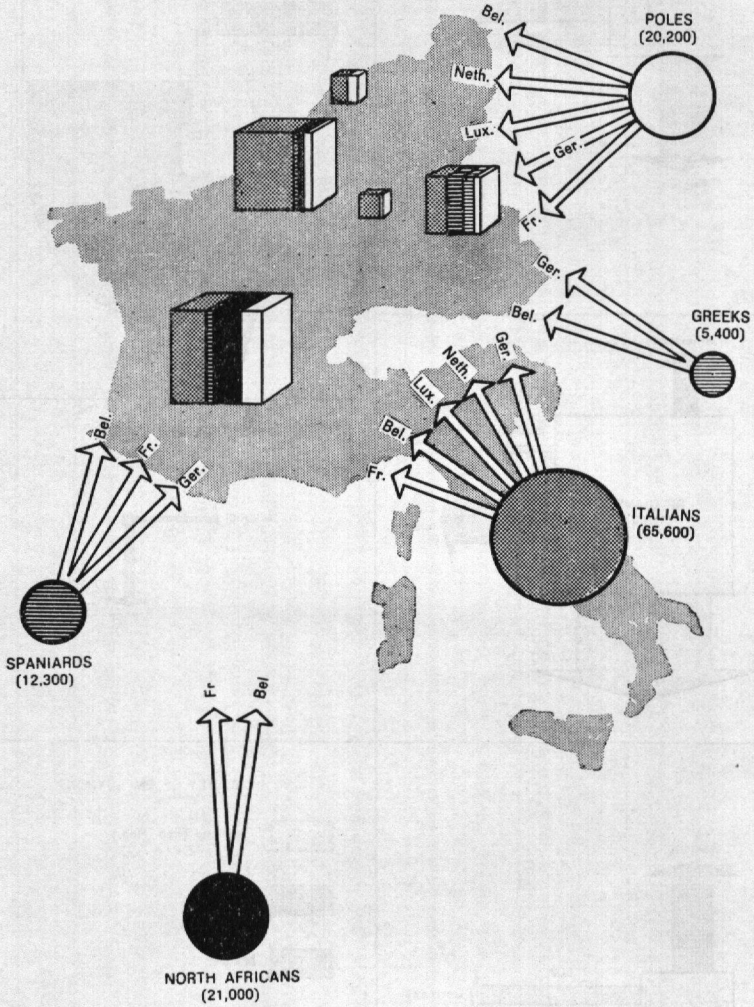 POLES
(20,200)
Bel.
Neth.
Lux.
Ger.
Fr.
GREEKS
(5,400)
Ger.
Bel.
ITALIANS
(65,600)
Fr.
Bel.
Lux.
Neth.
Ger.
SPANIARDS
(12,300)
Bel.
Fr.
Ger.
NORTH AFRICANS
(21,000)
Fr
Bel